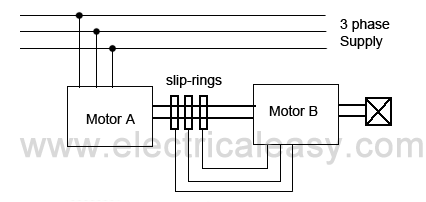 3 phase
Supply
slip-rings
Motor A
Motor B
www.electricaleasy.com